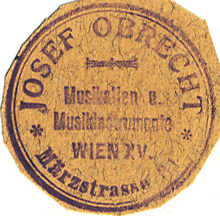 JOSEF OBRECHT
Musikalien u.
Musikinstrumente
WIEN XV.
Märzstrasse